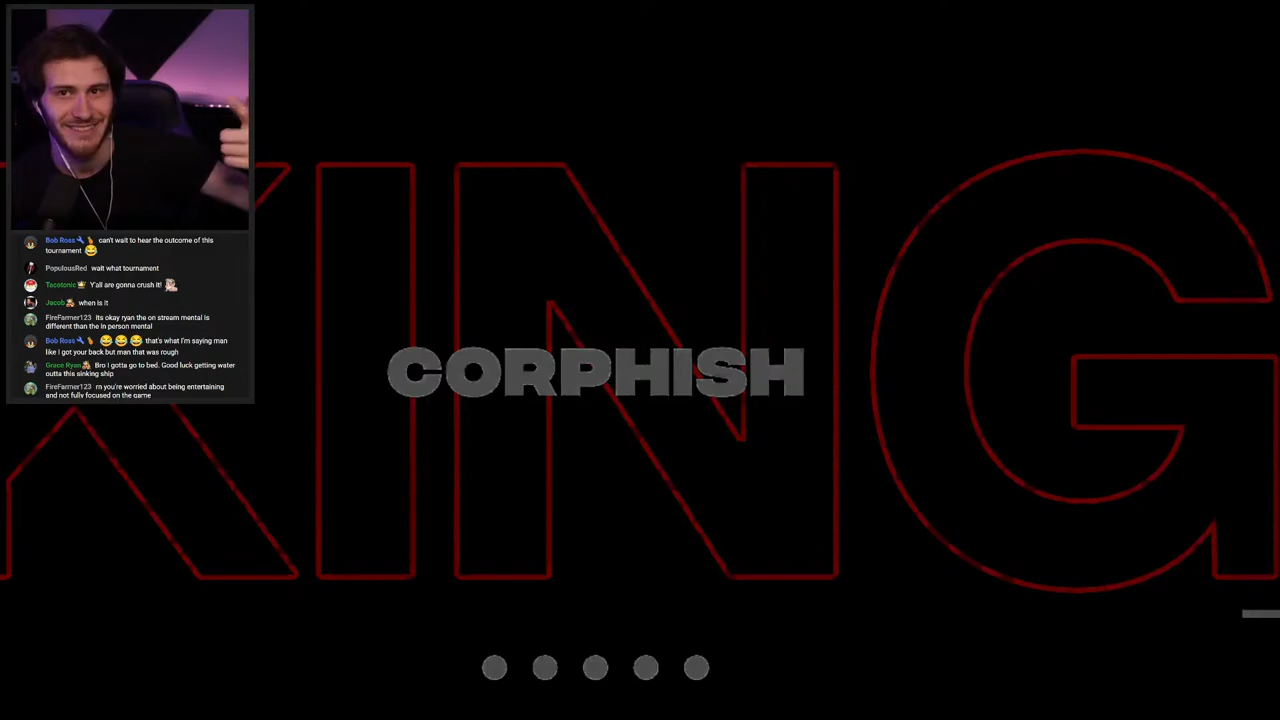 Bob Ross can't wait to hear the outcome of this
tournament 😂
PopulousRed wait what tournament
Tacotonic Y'all are gonna crush it!
Jacob when is it
FireFarmer123 its okay ryan the on stream mental is
different than the in person mental
Bob Ross 😂 😂 😂 that's what I'm saying man
like I got your back but man that was rough
Grace Ryan Bro I gotta go to bed. Good luck getting water
outta this sinking ship
FireFarmer123 rn you're worried about being entertaining
and not fully focused on the game
KING
CORPHISH